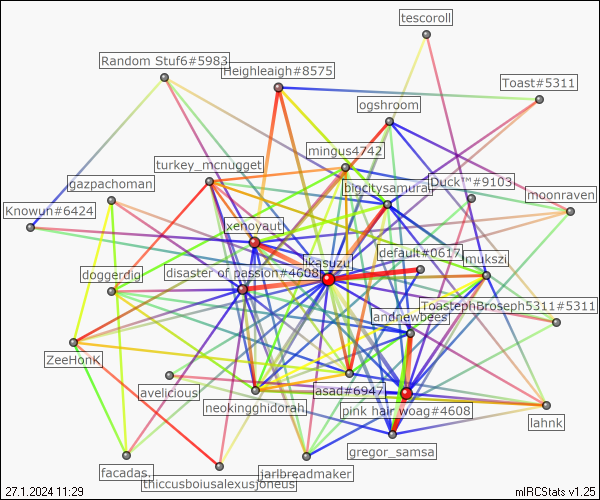 tescoroll
Random Stuf6#5983
Heighleaigh#8575
Toast#5311
ogshroom
mingus4742
turkey_mcnugget
gazpachoman
bigcitysamurai
Duck™#9103
moonraven
Knowun#6424
xenoyaut
ikasuzu
default#0617
jmukszi
doggerdig
disaster of passion#4608
ToastephBroseph5311#5311
andnewbees
ZeeHonk
avelicious
asad#6947
neokingghidorah
pink hair woag#4608
lahnk
gregor_samsa
facadas.
jarlbreadmaker
thiccusboiusalexusjoneus
27.1.2024 11:29
mIRCStats v1.25